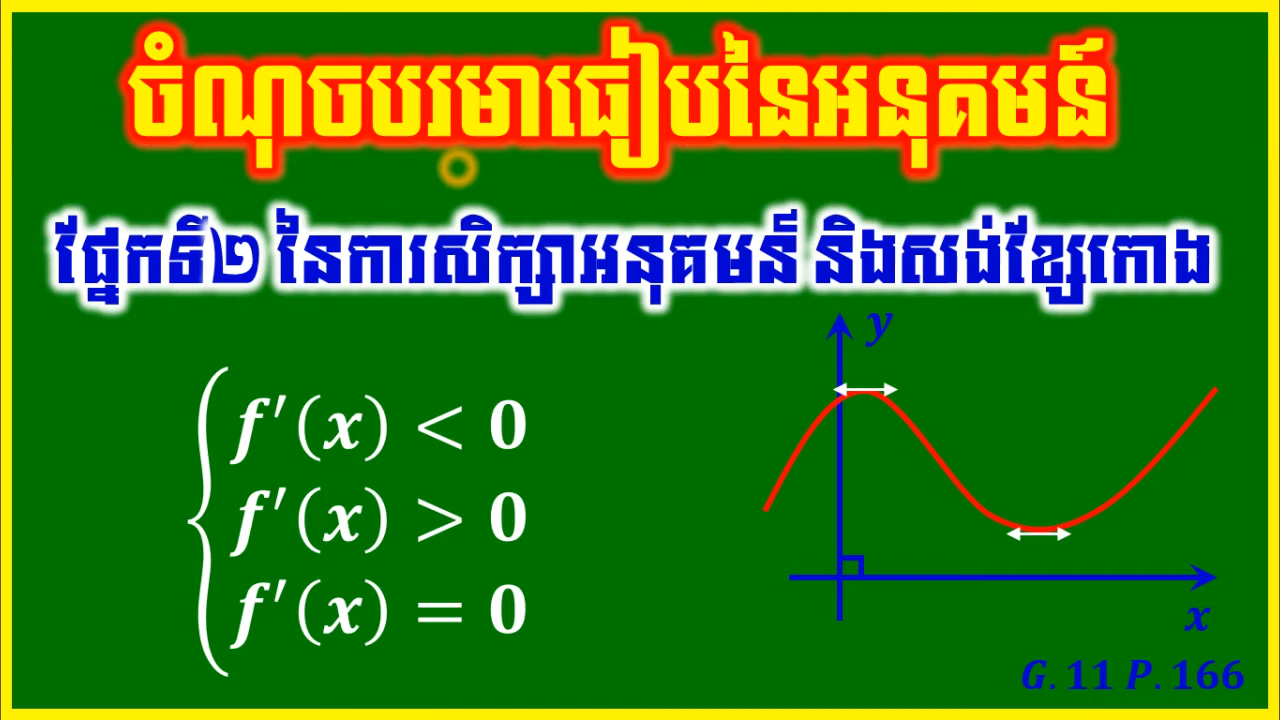 ចំណុចបរមាធៀបនៃអនុគមន៍
ផ្នែកទី២ នៃការសិក្សាអនុគមន៍ និងសង់ខ្សែកោង
y
f′(x) < 0
f′(x) > 0
f′(x) = 0
x
G. 11 P. 166